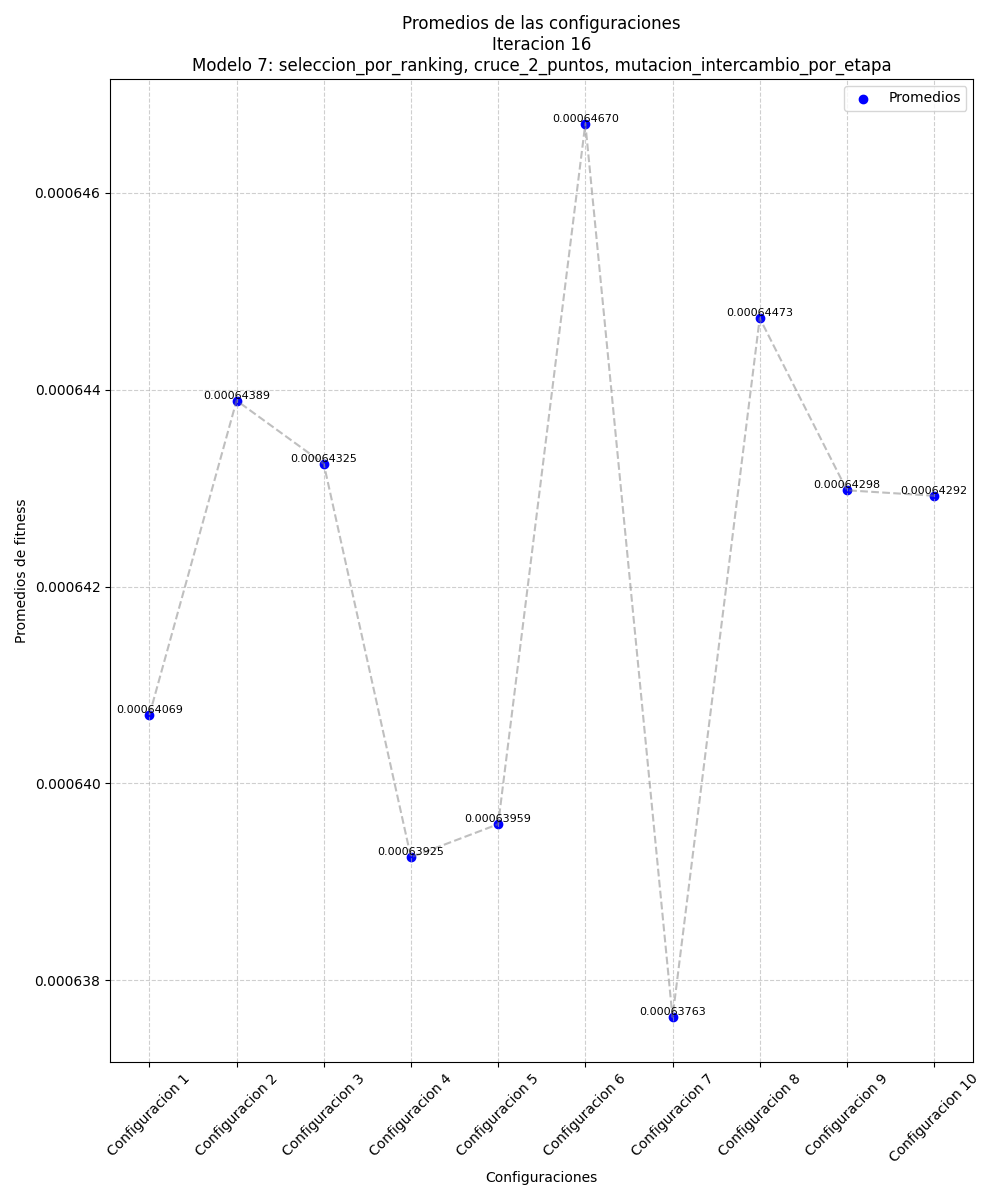 Promedios de las configuraciones
Iteracion 16
Modelo 7: seleccion_por_ranking, cruce_2_puntos, mutacion_intercambio_por_etapa
Promedios
0.00064670
0.000646
0.00064473
0.000644
0.00064389
0.00064325
0.00064298
0.00064292
0.000642
Promedios de fitness
0.00064069
0.000640
0.00063959
0.00063925
0.000638
0.00063763
Configuracion 1
Configuracion 2
Configuracion 3
Configuracion 4
Configuracion 5
Configuracion 6
Configuracion 7
Configuracion 8
Configuracion 9
Configuracion 10
Configuraciones